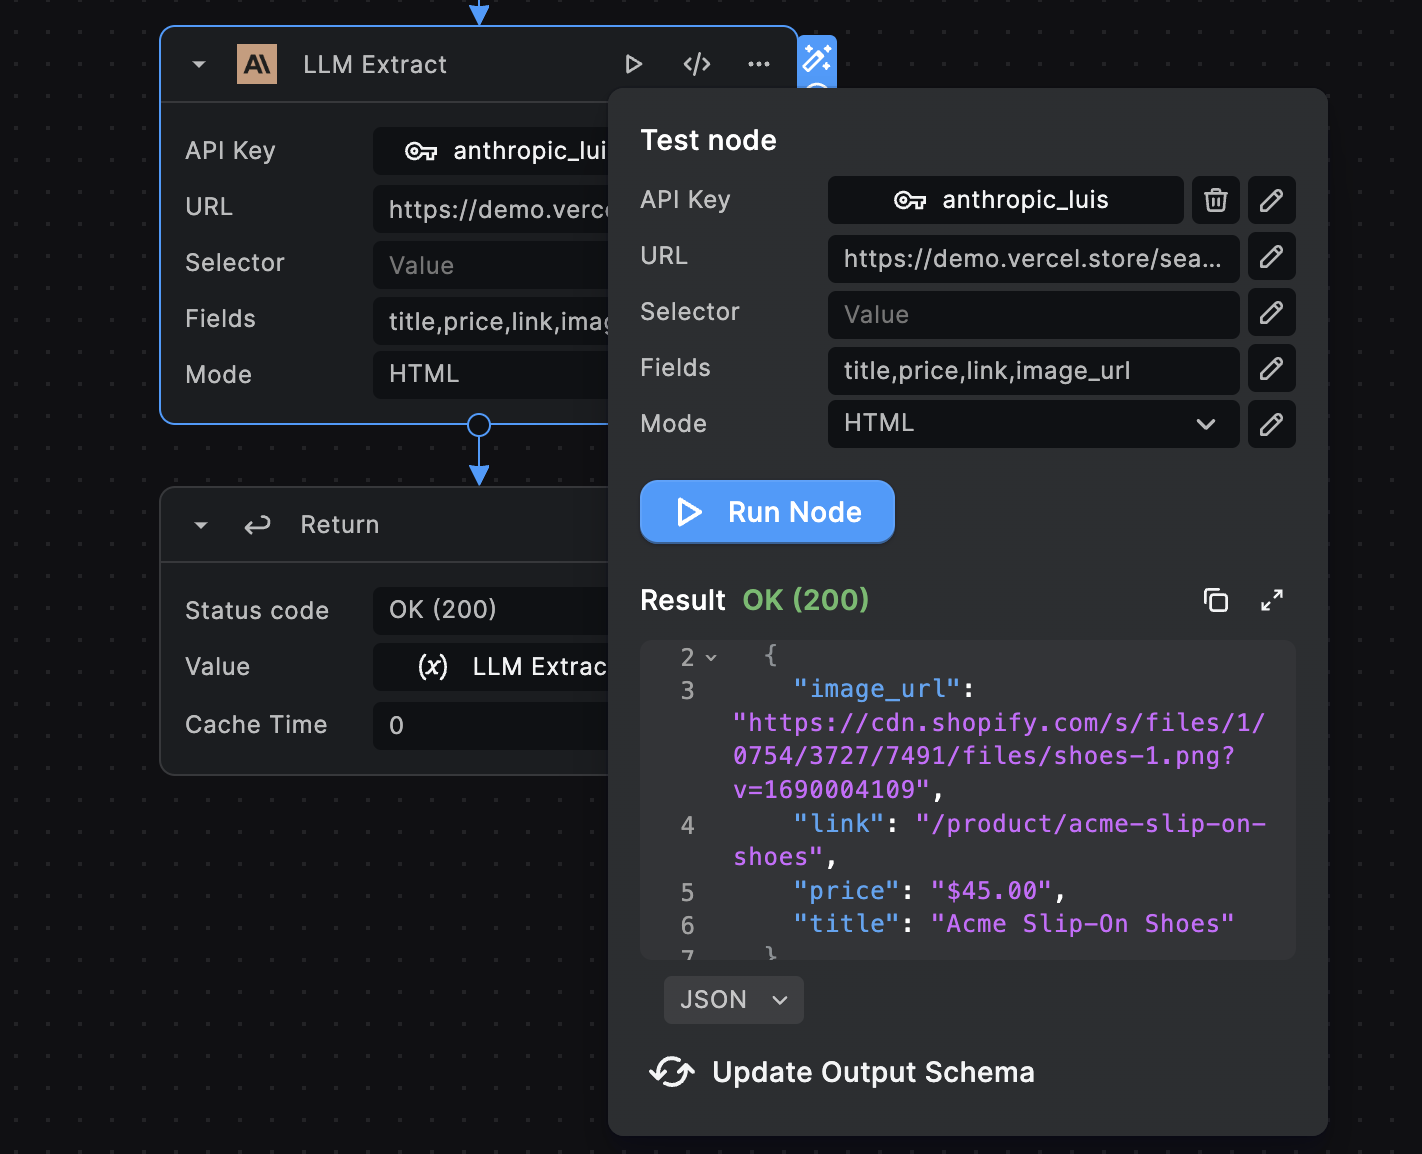 LLM Extract
API Key
anthropic_lui
URL
https://demo.verc
Selector
Value
Fields
title,price,link,imag
Mode
HTML
Return
Status code
OK (200)
Value
(x) LLM Extrac
Cache Time
0
Test node
API Key
anthropic_luis
URL
https://demo.vercel.store/sea...
Selector
Value
Fields
title,price,link,image_url
Mode
HTML
Run Node
Result OK (200)
2 {
3 "image_url":
"https://cdn.shopify.com/s/files/1/
0754/3727/7491/files/shoes-1.png?
v=1690004109",
4 "link": "/product/acme-slip-on-
shoes",
5 "price": "$45.00",
6 "title": "Acme Slip-On Shoes"
7 }
JSON
Update Output Schema